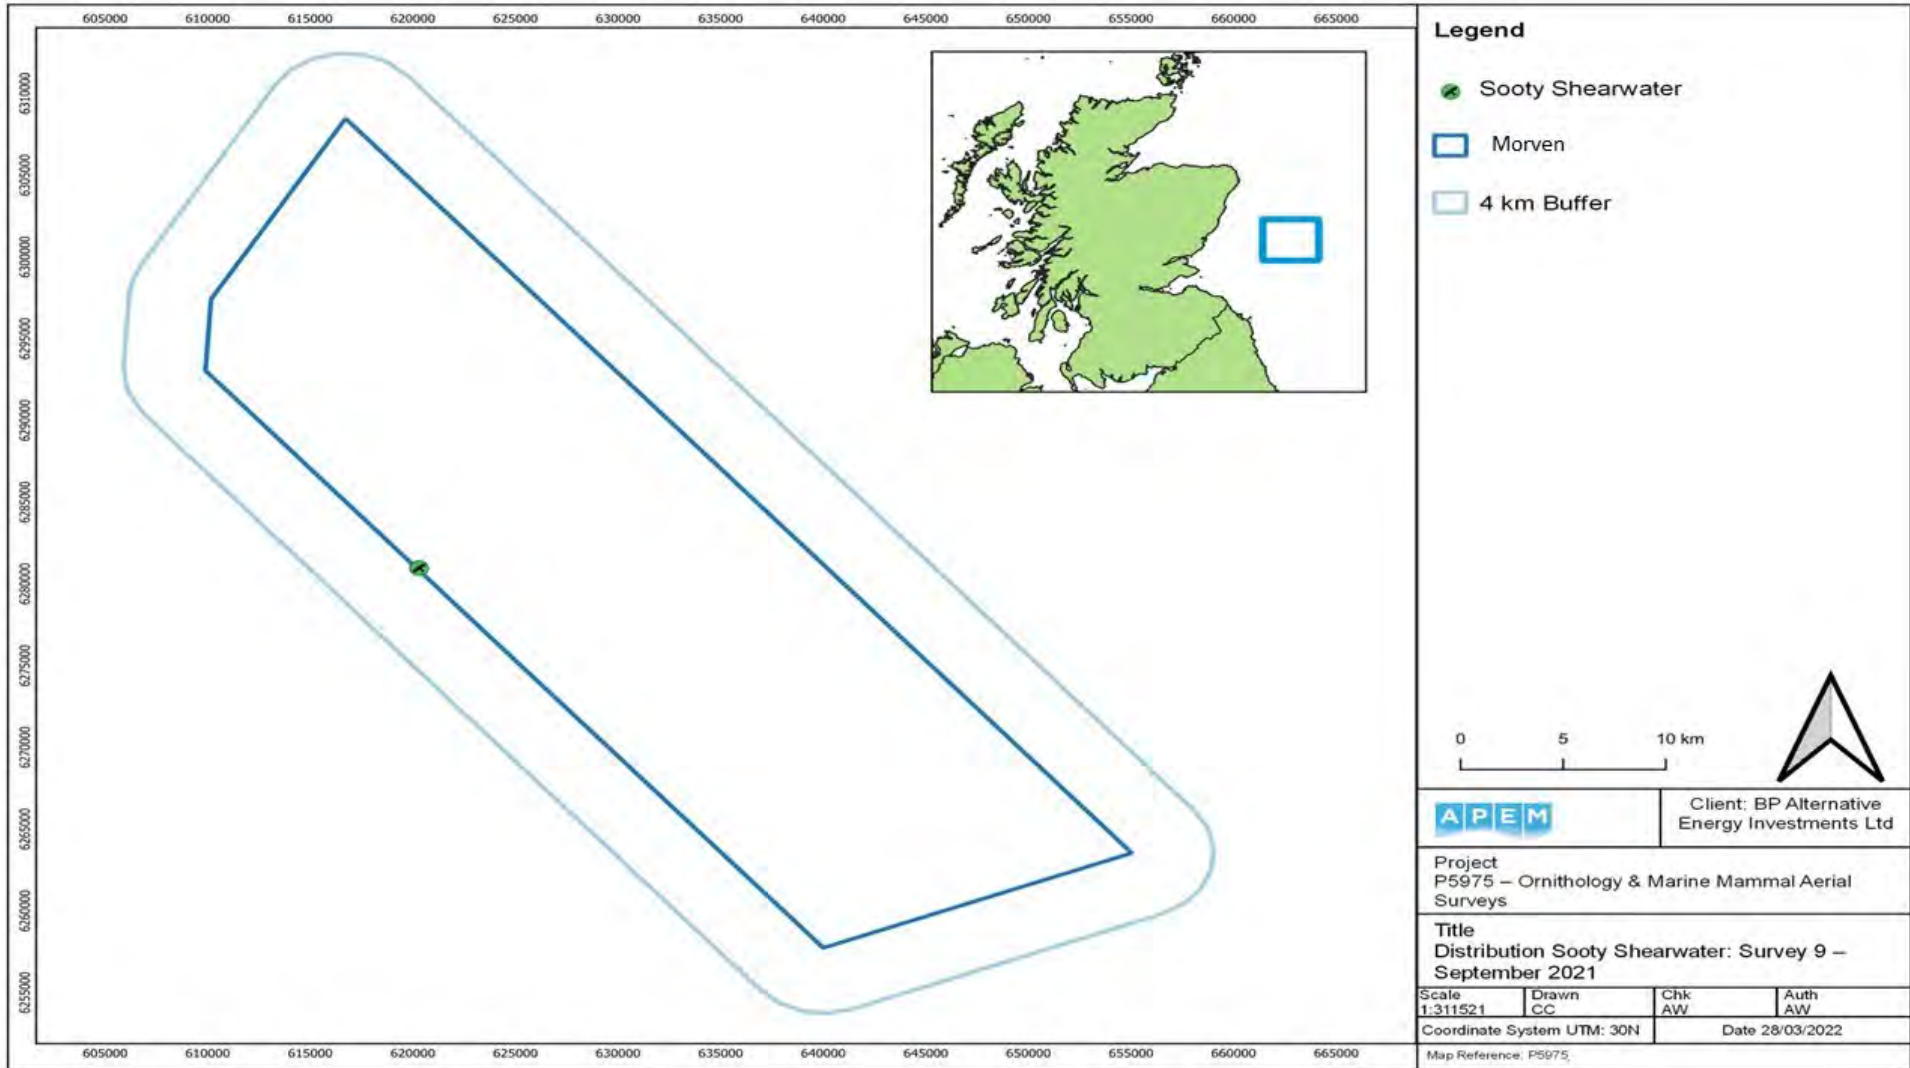 605000 610000 615000 620000 625000 630000 635000 640000 645000 650000 655000 660000 665000
6310000
6305000
6300000
6295000
6290000
6285000
6280000
6275000
6270000
6265000
6260000
6255000
605000 610000 615000 620000 625000 630000 635000 640000 645000 650000 655000 660000 665000
Legend
Sooty Shearwater
Morven
4 km Buffer
0 5 10 km
APEM
Client: BP Alternative
Energy Investments Ltd
Project
P5975 – Ornithology & Marine Mammal Aerial
Surveys
Title
Distribution Sooty Shearwater: Survey 9 –
September 2021
Scale
1:311521
Drawn
CC
Chk
AW
Auth
AW
Coordinate System UTM: 30N
Date 28/03/2022
Map Reference: P5975